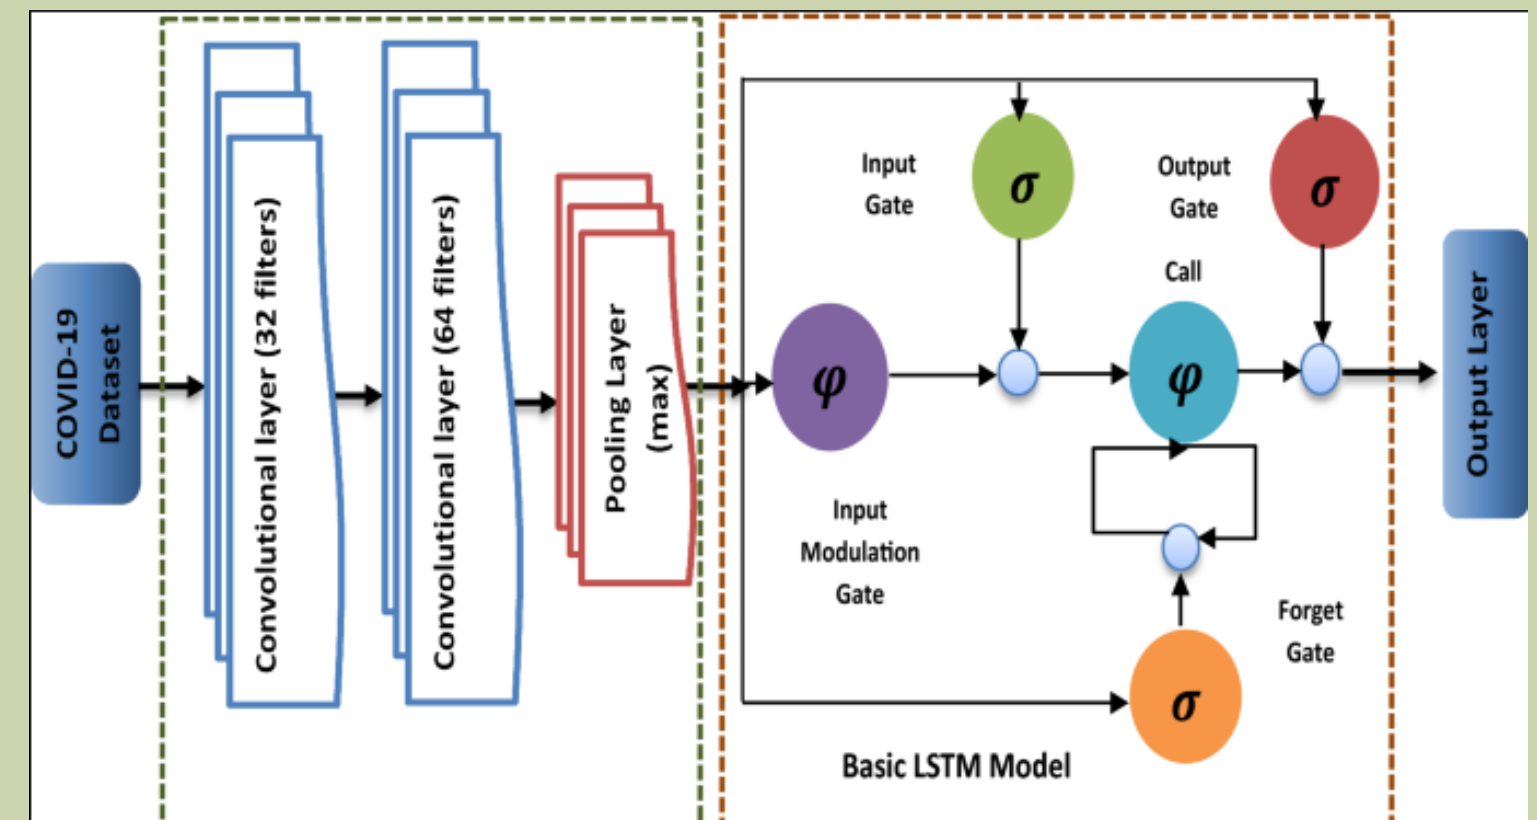 COVID-19
Dataset
Convolutional layer (32 filters)
Convolutional layer (64 filters)
Pooling Layer
(max)
Input
Gate
σ
Output
Gate
σ
Call
φ
φ
Input
Modulation
Gate
Forget
Gate
σ
Basic LSTM Model
Output Layer